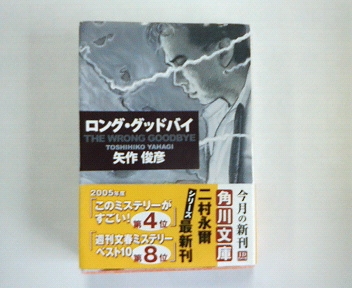 ロング・グッドバイ
THE WRONG GOODBYE
TOSHIHIKO YAHAGI
矢作 俊彦
今月の新刊
角川文庫
二村永爾
シリーズ
最新刊
2005年度
「このミステリーが
すごい!」第4位
「週刊文春ミステリー
ベスト10」第8位